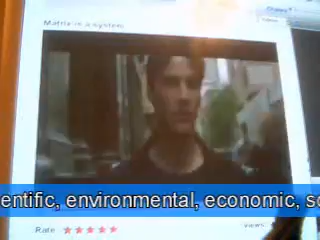 Matrix is a system
entific, environmental, economic, so
Rate:
views: